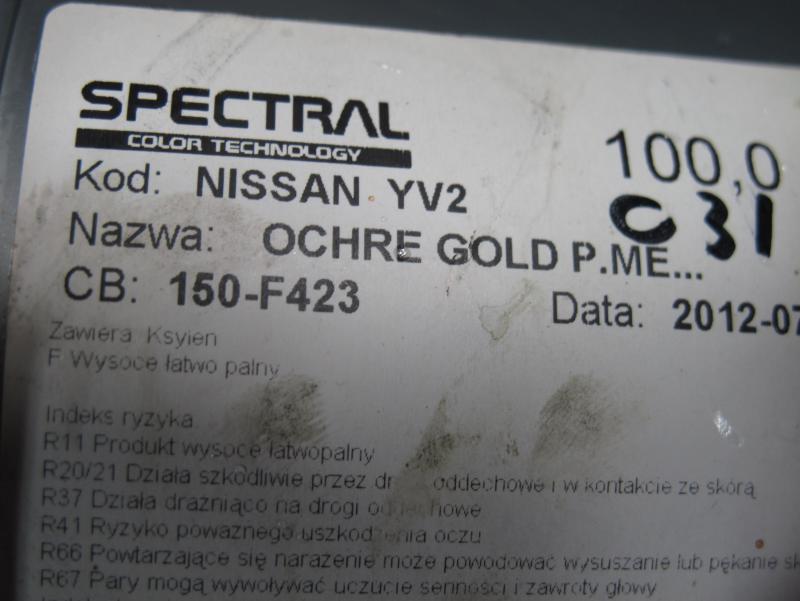 SPECTRAL
COLOR TECHNOLOGY
100,0
Kod: NISSAN YV2
C31
Nazwa: OCHRE GOLD P.ME...
CB: 150-F423
Data: 2012-07
Zawiera Ksylen
F Wysoce łatwo palny
Indeks ryzyka
R11 Produkt wysoce łatwopalny
R20/21 Działa szkodliwie przez oddechowe i w kontakcie ze skórą
R37 Działa drażniąco na drogi oddechowe
R41 Ryzyko poważnego uszkodzenia oczu
R66 Powtarzające się narażenie może powodować wysuszanie lub pękanie
R67 Pary mogą wywoływać uczucie senności i zawroty głowy